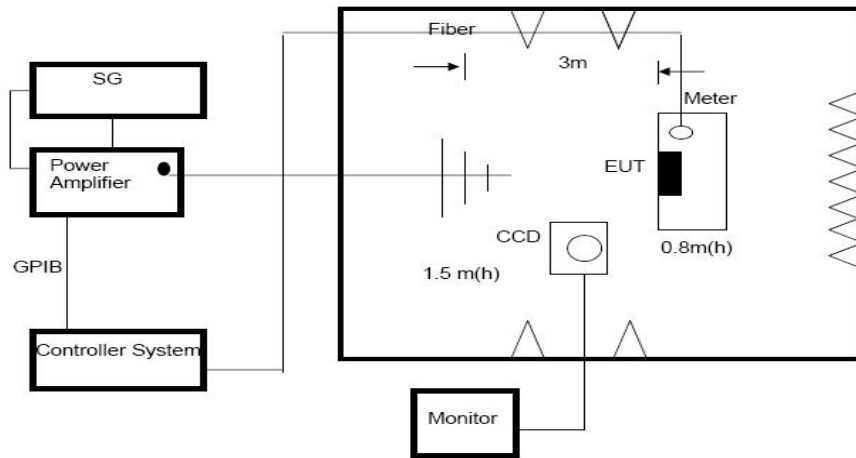 Fiber
3m
SG
Meter
Power
Amplifier
EUT
CCD
0.8m(h)
GPIB
1.5 m(h)
Controller System
Monitor